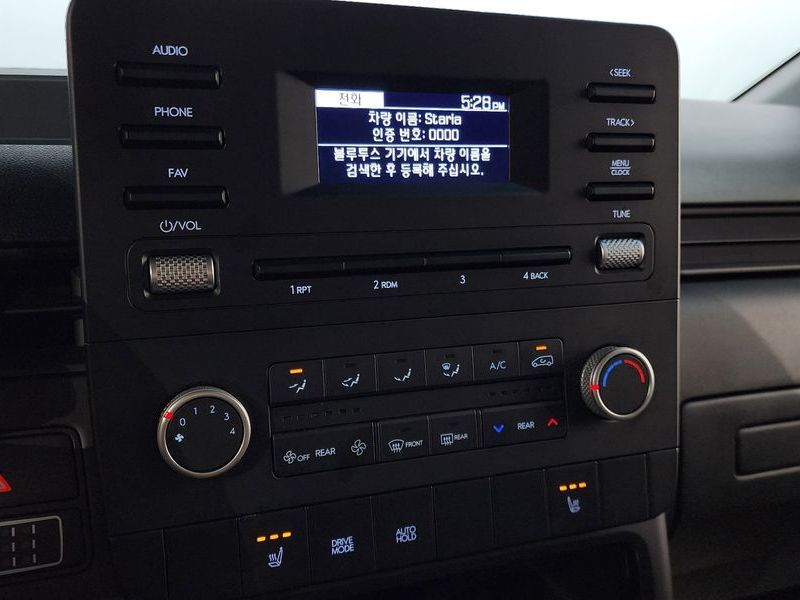 AUDIO
PHONE
FAV
/VOL
전화 5:28 PM
차량 이름: Staria
인증 번호: 0000
블루투스 기기에서 차량 이름을
검색한 후 등록해 주십시오.
<SEEK
TRACK>
MENU
CLOCK
TUNE
1 RPT 2 RDM 3 4 BACK
0 1 2 3 4
A/C
OFF REAR FRONT REAR REAR
DRIVE
MODE
AUTO
HOLD